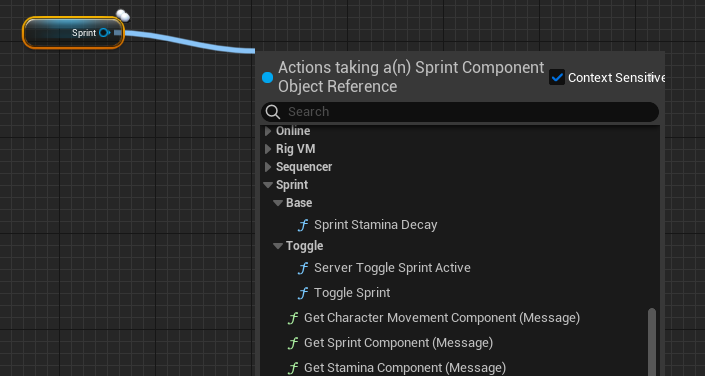 Sprint
Actions taking a(n) Sprint Component
Object Reference
Context Sensitive
Search
Online
Rig VM
Sequencer
Sprint
Base
f Sprint Stamina Decay
Toggle
f Server Toggle Sprint Active
f Toggle Sprint
f Get Character Movement Component (Message)
f Get Sprint Component (Message)
f Get Stamina Component (Message)